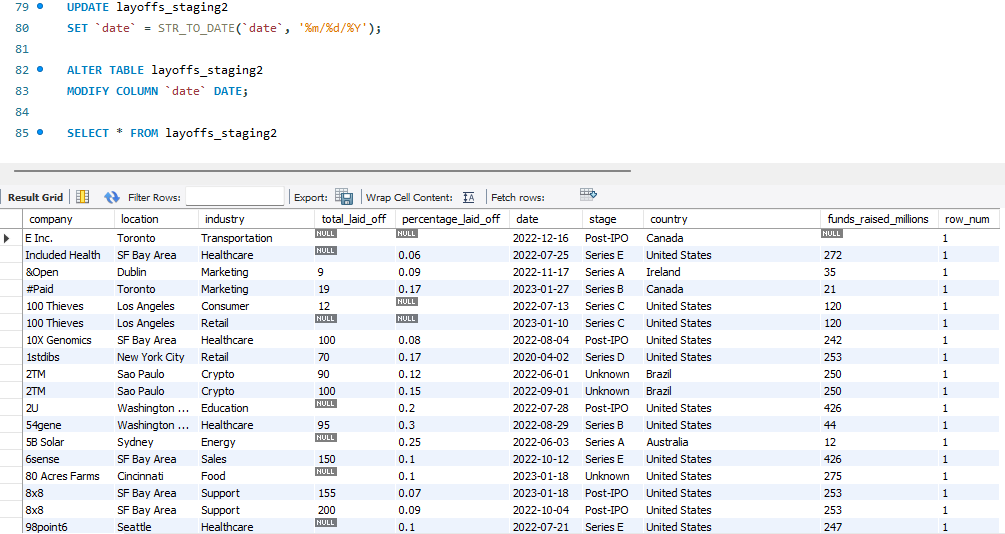 79 UPDATE layoffs_staging2
80 SET `date` = STR_TO_DATE(`date`, '%m/%d/%Y');
81
82 ALTER TABLE layoffs_staging2
83 MODIFY COLUMN `date` DATE;
84
85 SELECT * FROM layoffs_staging2
Result Grid Filter Rows: Export: Wrap Cell Content: IA Fetch rows:
company location industry total_laid_off percentage_laid_off date stage country funds_raised_millions row_num
E Inc. Toronto Transportation NULL NULL 2022-12-16 Post-IPO Canada NULL 1
Included Health SF Bay Area Healthcare NULL 0.06 2022-07-25 Series E United States 272 1
&Open Dublin Marketing 9 0.09 2022-11-17 Series A Ireland 35 1
#Paid Toronto Marketing 19 0.17 2023-01-27 Series B Canada 21 1
100 Thieves Los Angeles Consumer 12 NULL 2022-07-13 Series C United States 120 1
100 Thieves Los Angeles Retail NULL NULL 2023-01-10 Series C United States 120 1
10X Genomics SF Bay Area Healthcare 100 0.08 2022-08-04 Post-IPO United States 242 1
1stdibs New York City Retail 70 0.17 2020-04-02 Series D United States 253 1
2TM Sao Paulo Crypto 90 0.12 2022-06-01 Unknown Brazil 250 1
2TM Sao Paulo Crypto 100 0.15 2022-09-01 Unknown Brazil 250 1
2U Washington ... Education NULL 0.2 2022-07-28 Post-IPO United States 426 1
54gene Washington ... Healthcare 95 0.3 2022-08-29 Series B United States 44 1
5B Solar Sydney Energy NULL 0.25 2022-06-03 Series A Australia 12 1
6sense SF Bay Area Sales 150 0.1 2022-10-12 Series E United States 426 1
80 Acres Farms Cincinnati Food NULL 0.1 2023-01-18 Unknown United States 275 1
8x8 SF Bay Area Support 155 0.07 2023-01-18 Post-IPO United States 253 1
8x8 SF Bay Area Support 200 0.09 2022-10-04 Post-IPO United States 253 1
98point6 Seattle Healthcare NULL 0.1 2022-07-21 Series E United States 247 1